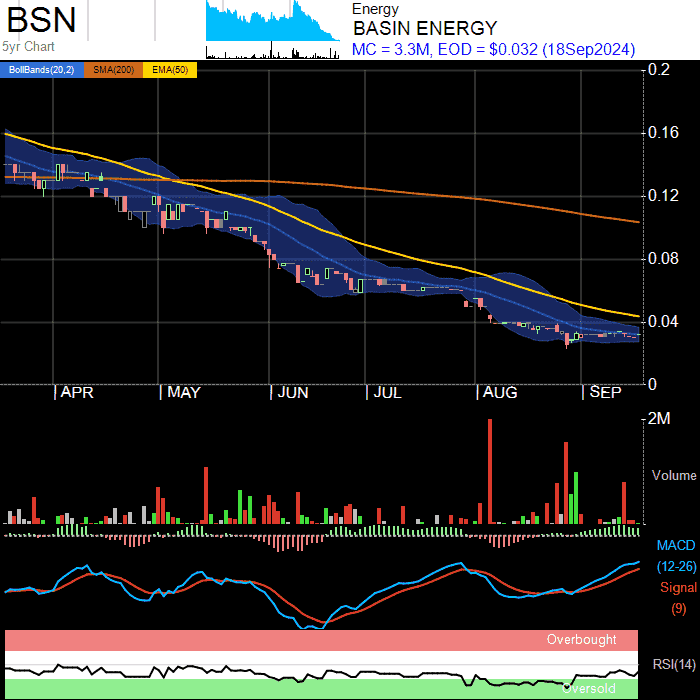 BSN
5yr Chart
Energy
BASIN ENERGY
MC = 3.3M, EOD = $0.032 (18Sep2024)
BollBands(20,2) SMA(200) EMA(50)
0.2
0.16
0.12
0.08
0.04
0
APR MAY JUN JUL AUG SEP
2M
Volume
MACD
(12-26)
Signal
(9)
Overbought
RSI(14)
Oversold